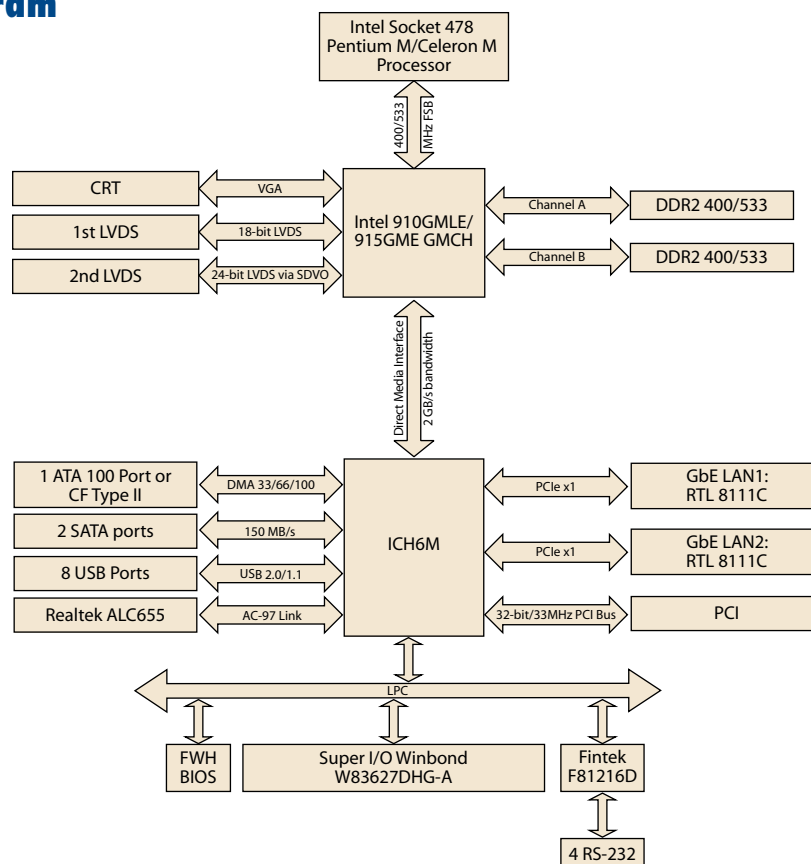 Intel Socket 478
Pentium M/Celeron M
Processor
400/533
MHz FSB
CRT
VGA
1st LVDS
18-bit LVDS
2nd LVDS
24-bit LVDS via SDVO
Intel 910GMLE/
915GME GMCH
Channel A
DDR2 400/533
Channel B
DDR2 400/533
Direct Media Interface
2 GB/s bandwidth
1 ATA 100 Port or
CF Type II
DMA 33/66/100
2 SATA ports
150 MB/s
8 USB Ports
USB 2.0/1.1
Realtek ALC655
AC-97 Link
ICH6M
PCIe x1
GbE LAN1:
RTL 8111C
PCIe x1
GbE LAN2:
RTL 8111C
32-bit/33MHz PCI Bus
PCI
LPC
FWH
BIOS
Super I/O Winbond
W83627DHG-A
Fintek
F81216D
4 RS-232